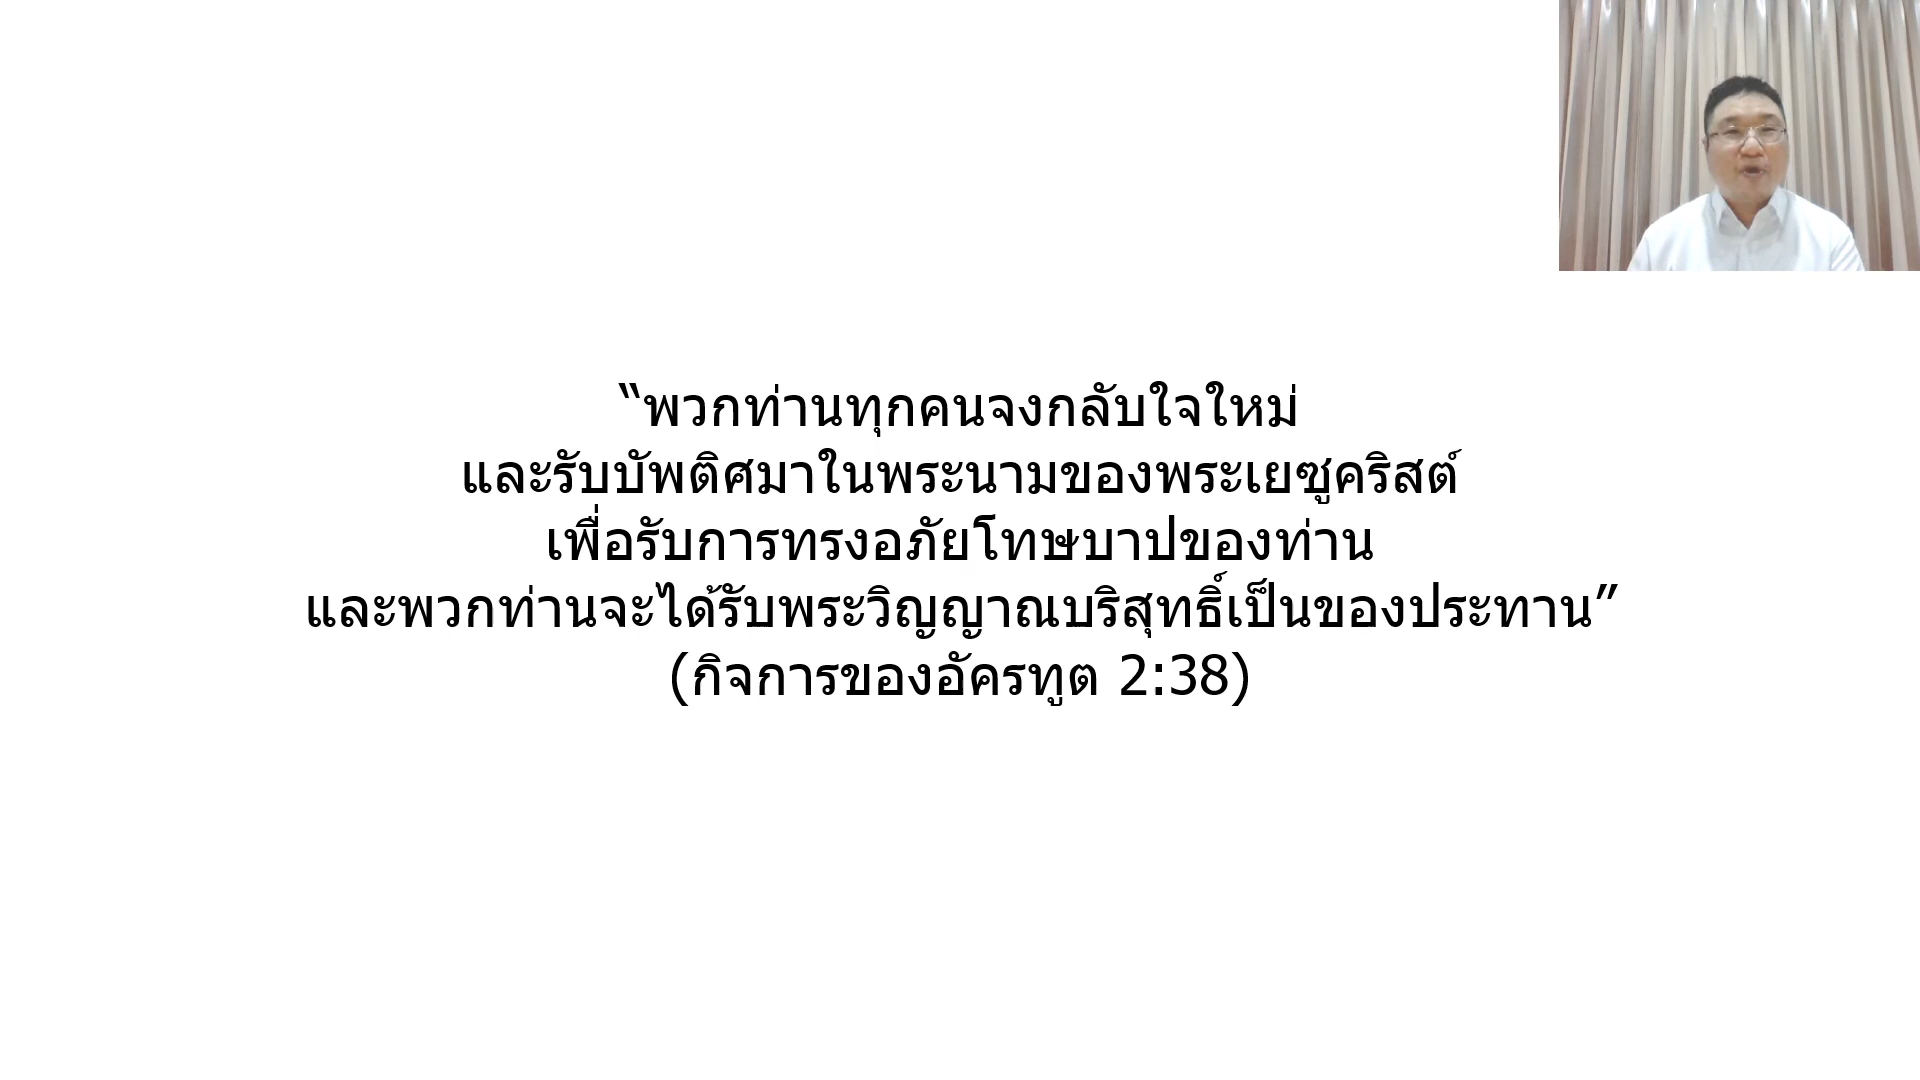 “พวกท่านทุกคนจงกลับใจใหม่
และรับบัพติศมาในพระนามของพระเยซูคริสต์
เพื่อรับการทรงอภัยโทษบาปของท่าน
และพวกท่านจะได้รับพระวิญญาณบริสุทธิ์เป็นของประทาน”
(กิจการของอัครทูต 2:38)